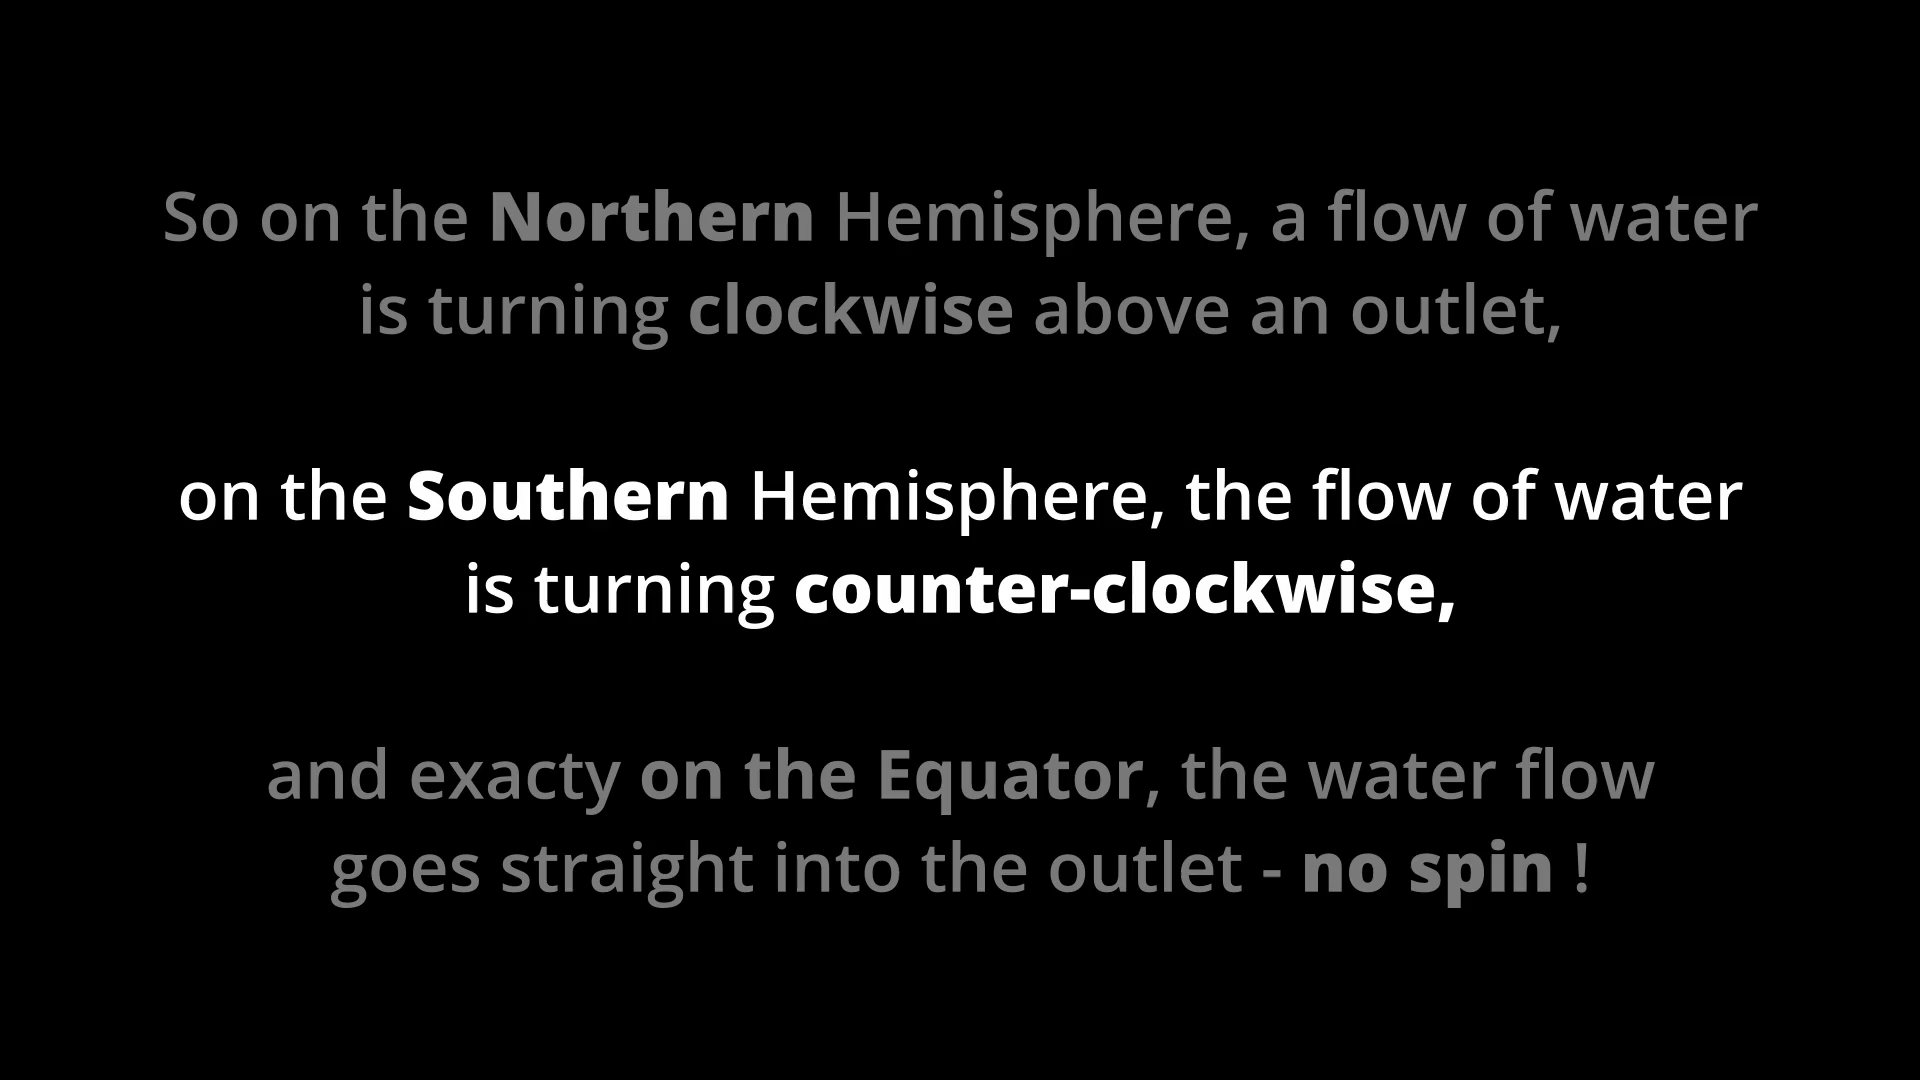 So on the Northern Hemisphere, a flow of water
is turning clockwise above an outlet,
on the Southern Hemisphere, the flow of water
is turning counter-clockwise,
and exacty on the Equator, the water flow
goes straight into the outlet - no spin !